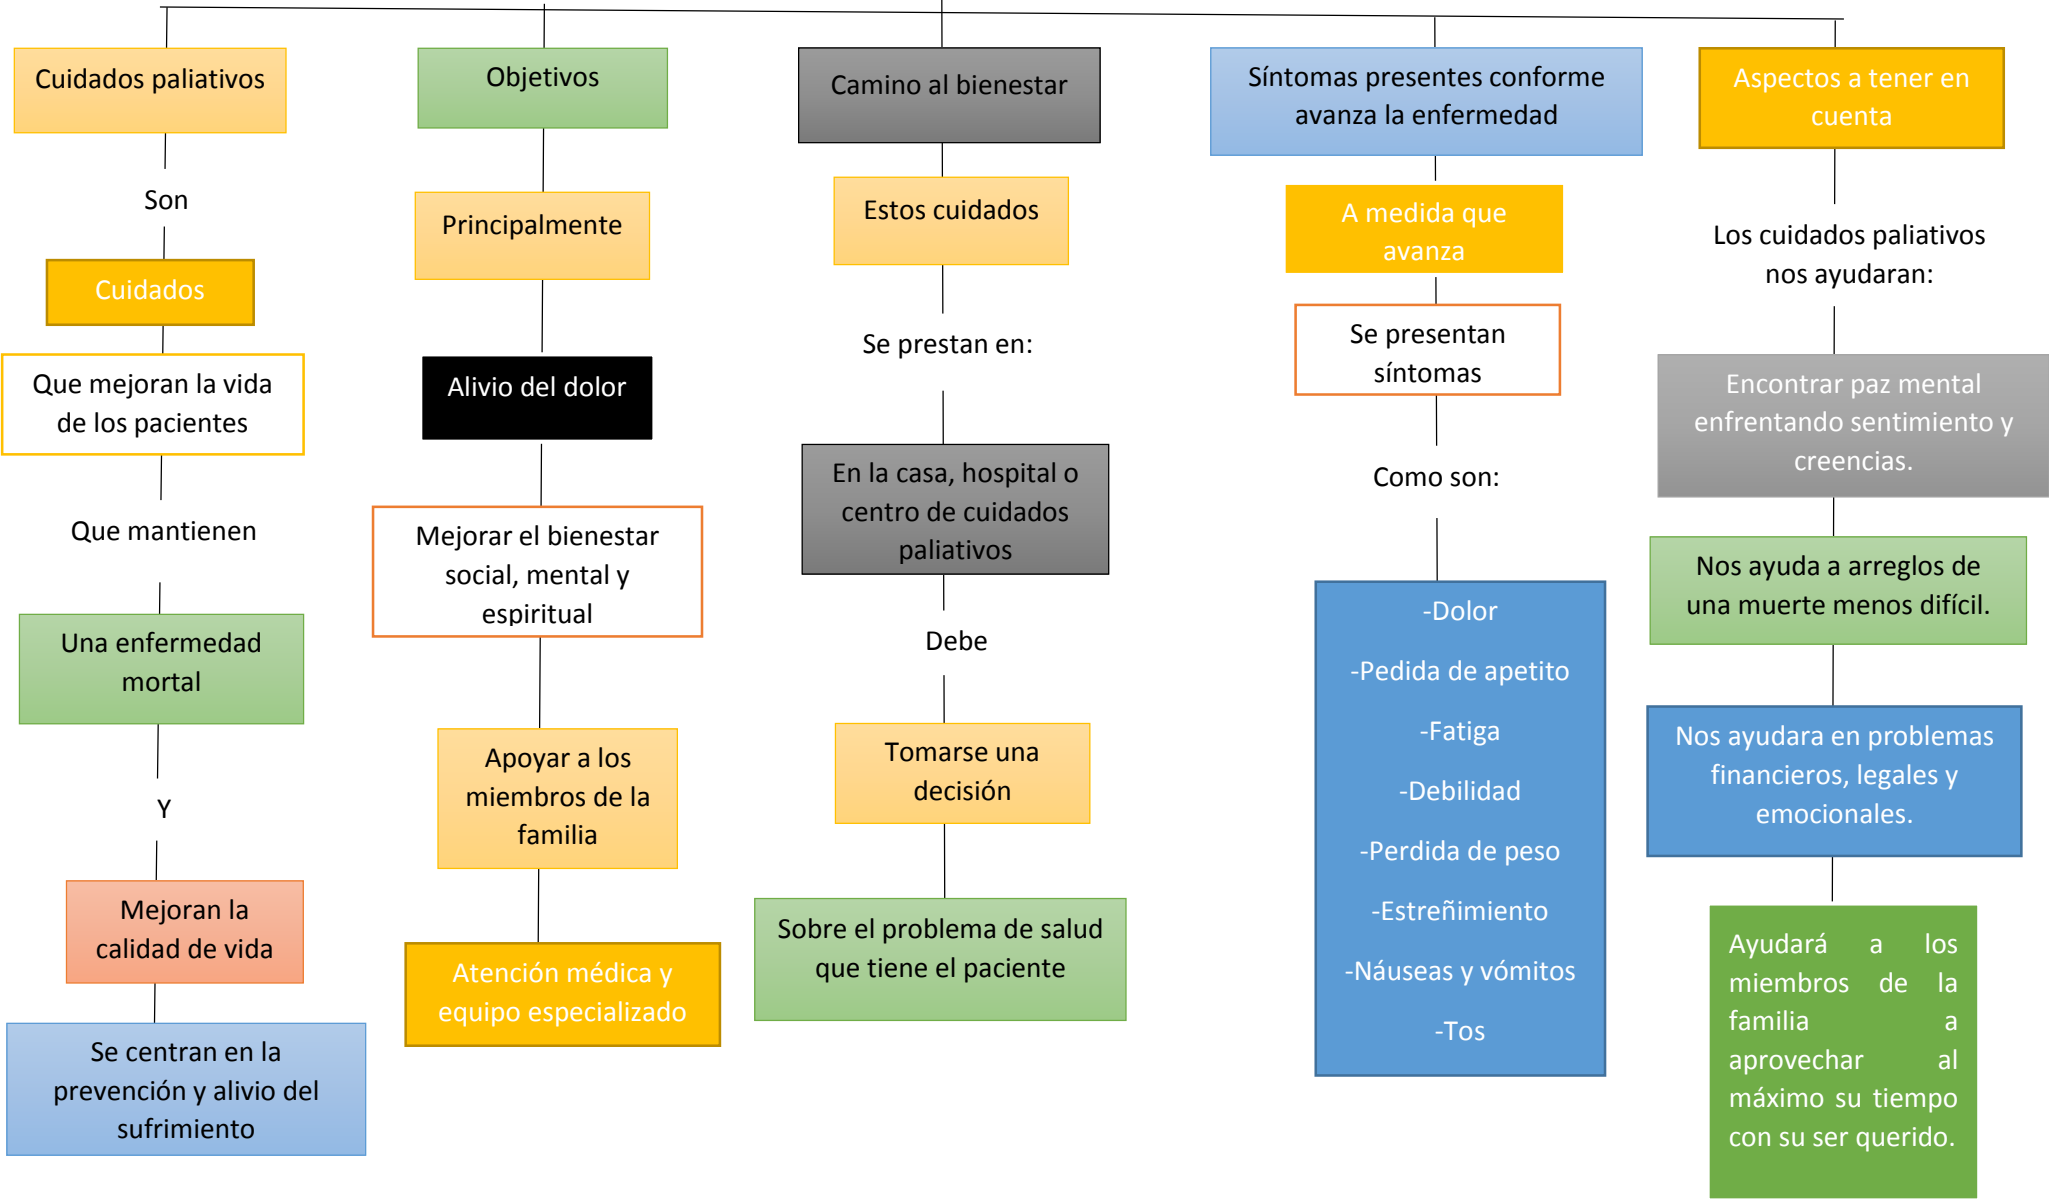 Cuidados paliativos
Son
Cuidados
Que mejoran la vida
de los pacientes
Que mantienen
Una enfermedad
mortal
Y
Mejoran la
calidad de vida
Se centran en la
prevención y alivio del
sufrimiento
Objetivos
Principalmente
Alivio del dolor
Mejorar el bienestar
social, mental y
espiritual
Apoyar a los
miembros de la
familia
Atención médica y
equipo especializado
Camino al bienestar
Estos cuidados
Se prestan en:
En la casa, hospital o
centro de cuidados
paliativos
Debe
Tomarse una
decisión
Sobre el problema de salud
que tiene el paciente
Síntomas presentes conforme
avanza la enfermedad
A medida que
avanza
Se presentan
síntomas
Como son:
-Dolor
-Pedida de apetito
-Fatiga
-Debilidad
-Perdida de peso
-Estreñimiento
-Náuseas y vómitos
-Tos
Aspectos a tener en
cuenta
Los cuidados paliativos
nos ayudaran:
Encontrar paz mental
enfrentando sentimiento y
creencias.
Nos ayuda a arreglos de
una muerte menos difícil.
Nos ayudara en problemas
financieros, legales y
emocionales.
Ayudará a los
miembros de la
familia a
aprovechar al
máximo su tiempo
con su ser querido.